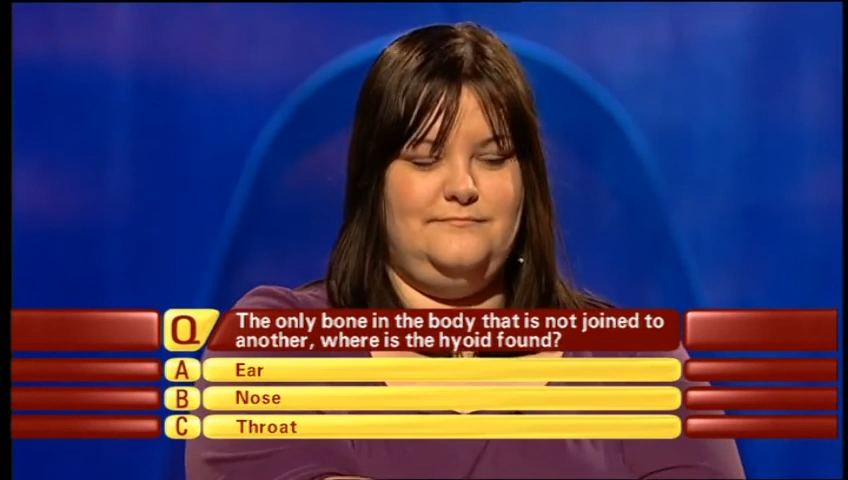 Q The only bone in the body that is not joined to
another, where is the hyoid found?
A Ear
B Nose
C Throat